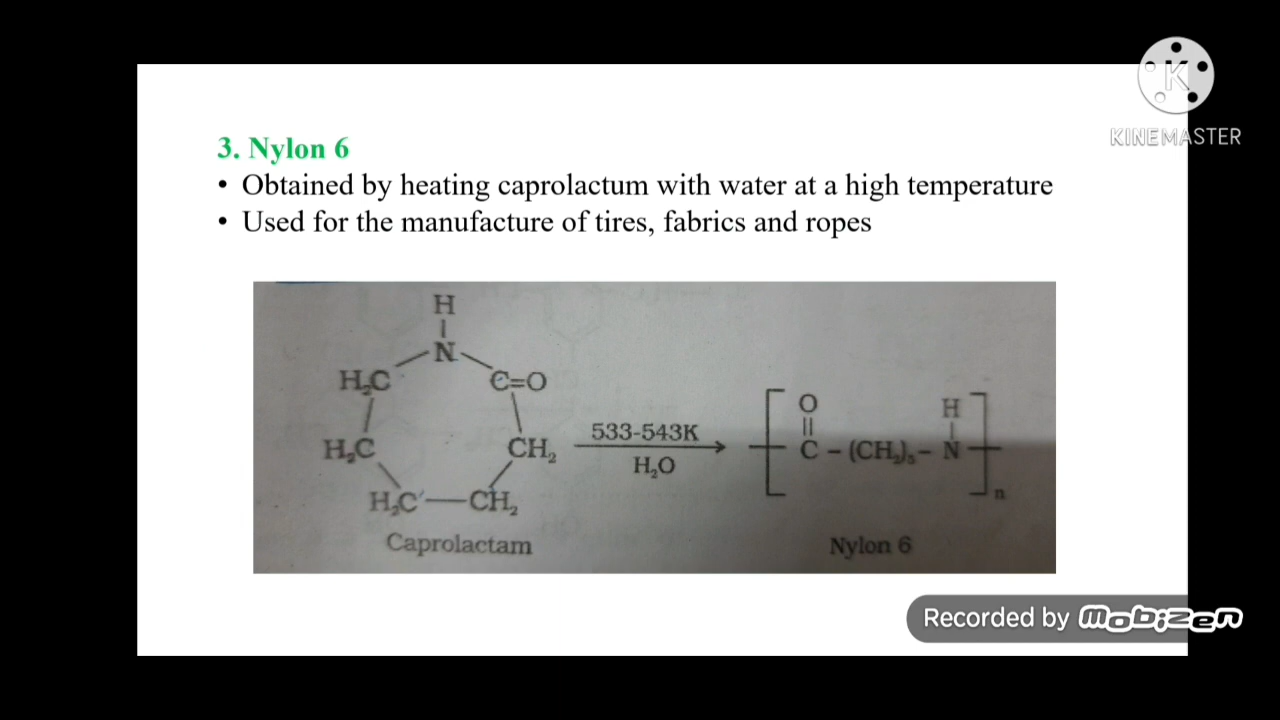 KINEMASTER
3. Nylon 6
• Obtained by heating caprolactum with water at a high temperature
• Used for the manufacture of tires, fabrics and ropes
H
N
H₂C C=O
O H
533-543K
H₂C CH₂ C – (CH₂)₅ – N
H₂O
H₂C — CH₂ n
Caprolactam Nylon 6
Recorded by Mobizen